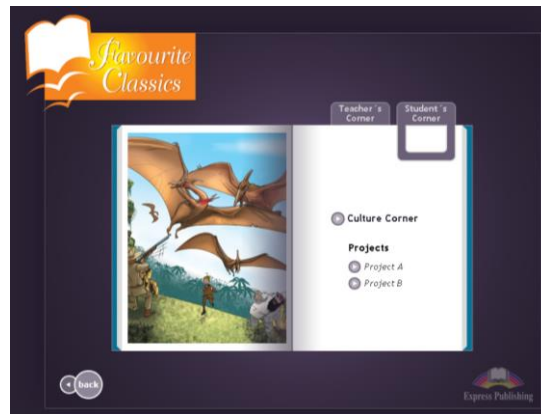 Favourite
Classics
Teacher´s
Corner
Student´s
Corner
Culture Corner
Projects
Project A
Project B
back
Express Publishing